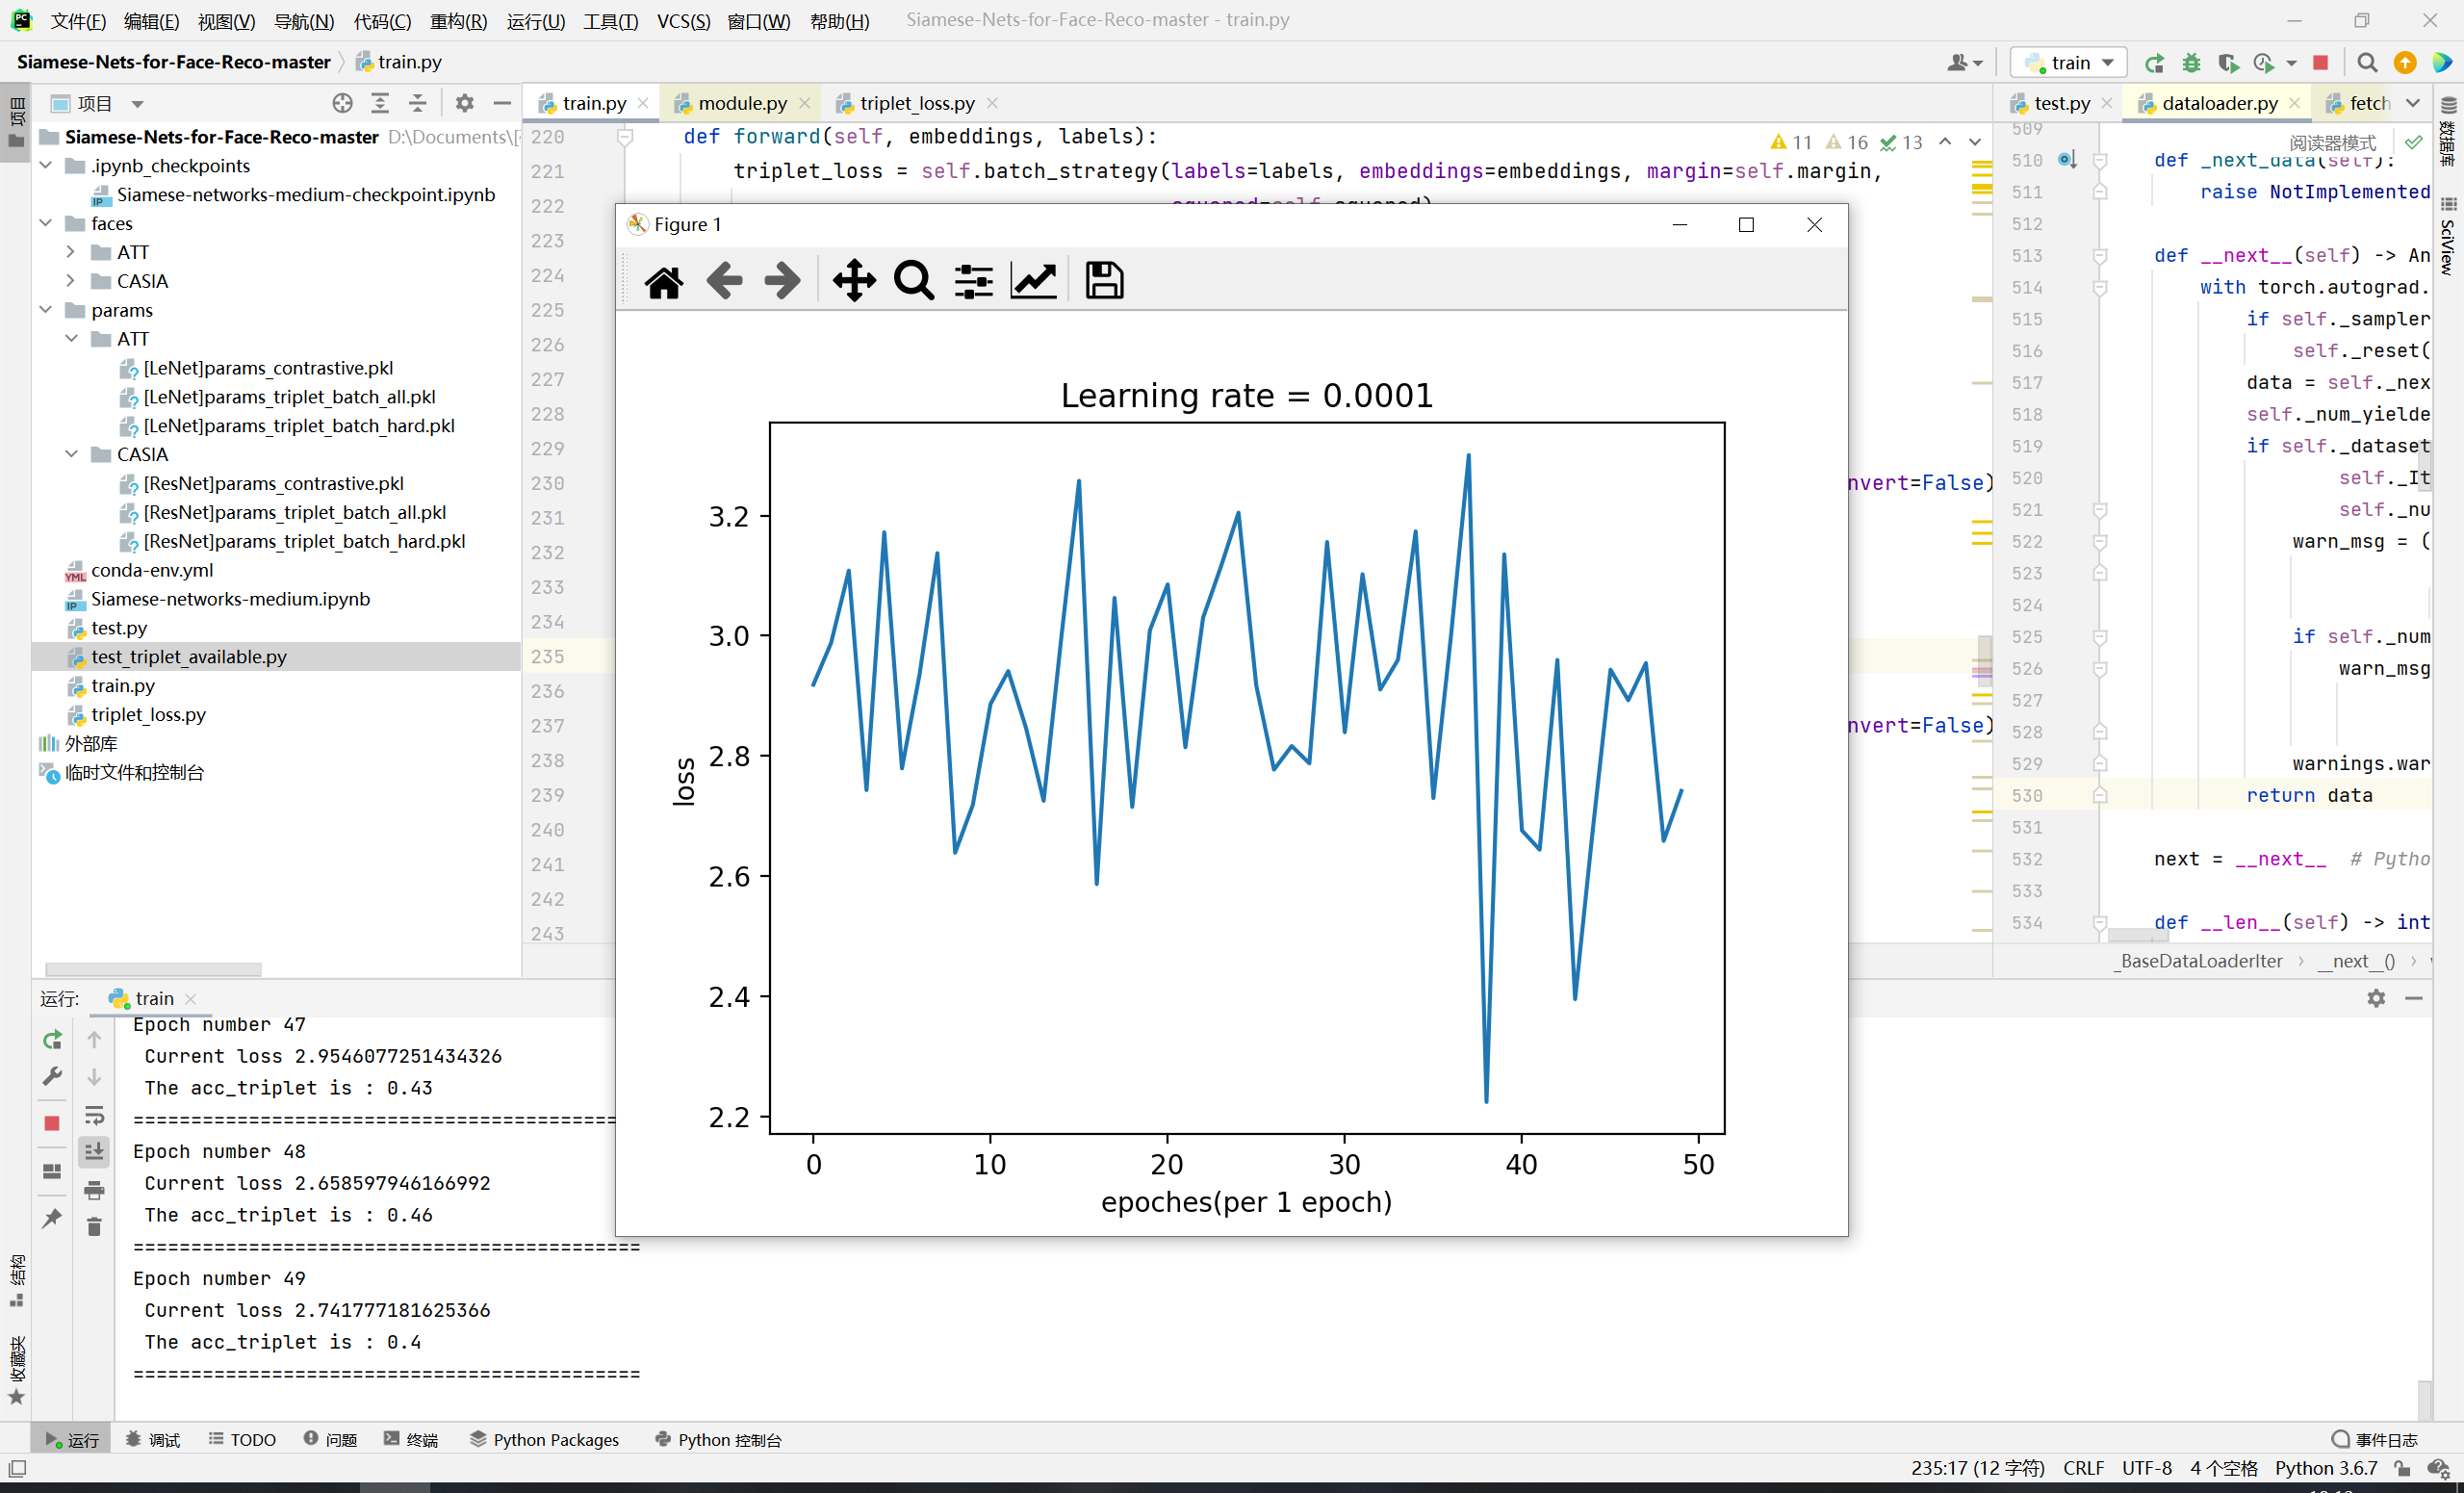 文件(F) 编辑(E) 视图(V) 导航(N) 代码(C) 重构(R) 运行(U) 工具(T) VCS(S) 窗口(W) 帮助(H) Siamese-Nets-for-Face-Reco-master - train.py
Siamese-Nets-for-Face-Reco-master train.py train
项目
项目
Siamese-Nets-for-Face-Reco-master D:\Documents\[
.ipynb_checkpoints
Siamese-networks-medium-checkpoint.ipynb
faces
ATT
CASIA
params
ATT
[LeNet]params_contrastive.pkl
[LeNet]params_triplet_batch_all.pkl
[LeNet]params_triplet_batch_hard.pkl
CASIA
[ResNet]params_contrastive.pkl
[ResNet]params_triplet_batch_all.pkl
[ResNet]params_triplet_batch_hard.pkl
conda-env.yml
Siamese-networks-medium.ipynb
test.py
test_triplet_available.py
train.py
triplet_loss.py
外部库
临时文件和控制台
train.py module.py triplet_loss.py
11 16 13
220 def forward(self, embeddings, labels):
221 triplet_loss = self.batch_strategy(labels=labels, embeddings=embeddings, margin=self.margin,
222
223
224
225
226
227
228
229
230 nvert=False)
231
232
233
234
235
236
237 nvert=False)
238
239
240
241
242
243
Figure 1
Learning rate = 0.0001
loss
3.2
3.0
2.8
2.6
2.4
2.2
0 10 20 30 40 50
epoches(per 1 epoch)
test.py dataloader.py fetch
阅读器模式
509
510 def _next_data(self):
511 raise NotImplemented
512
513 def __next__(self) -> An
514 with torch.autograd.
515 if self._sampler
516 self._reset(
517 data = self._nex
518 self._num_yielde
519 if self._dataset
520 self._It
521 self._nu
522 warn_msg = (
523
524
525 if self._num
526 warn_msg
527
528
529 warnings.war
530 return data
531
532 next = __next__ # Pytho
533
534 def __len__(self) -> int
_BaseDataLoaderIter › __next__() ›
数据库
SciView
运行: train
Epoch number 47
Current loss 2.9546077251434326
The acc_triplet is : 0.43
==========================================
Epoch number 48
Current loss 2.658597946166992
The acc_triplet is : 0.46
============================================
Epoch number 49
Current loss 2.741777181625366
The acc_triplet is : 0.4
============================================
结构
收藏夹
运行 调试 TODO 问题 终端 Python Packages Python 控制台 事件日志
235:17 (12 字符) CRLF UTF-8 4 个空格 Python 3.6.7